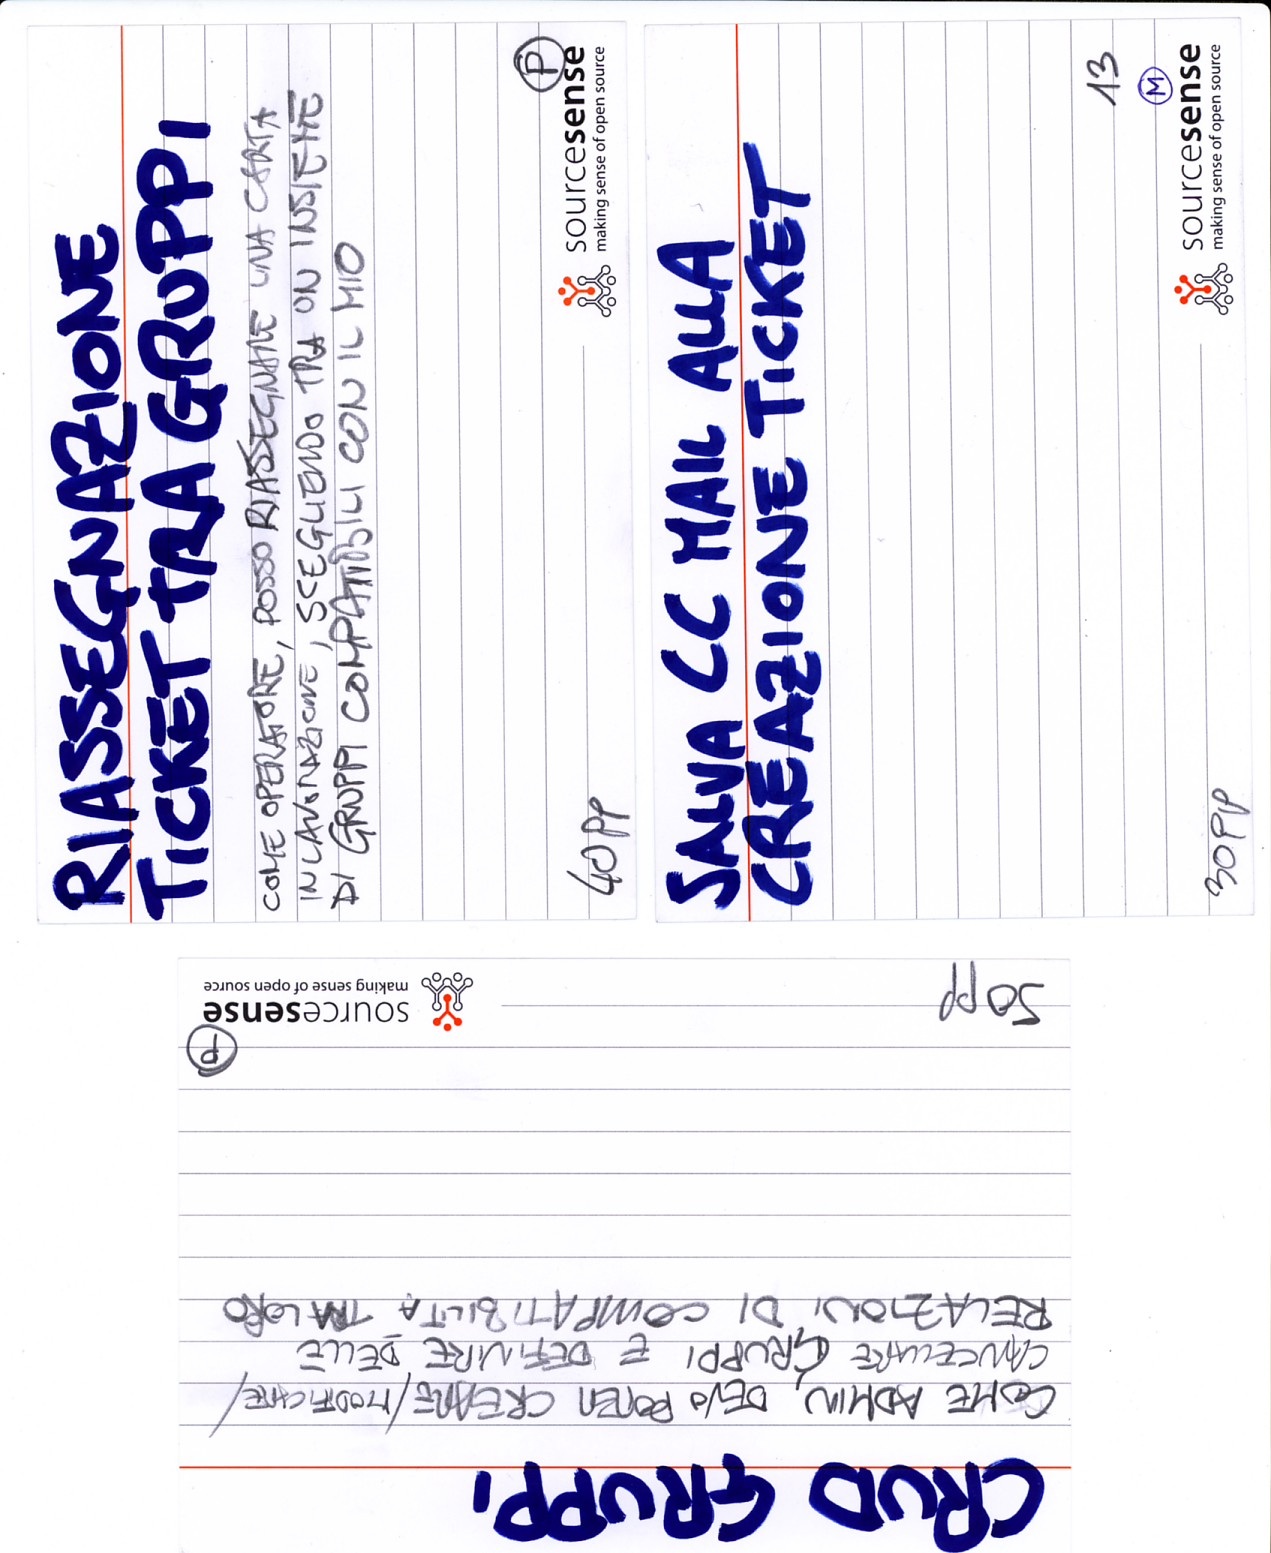 RIASSEGNAZIONE
TICKET TRA GRUPPI
COME OPERATORE, POSSO RIASSEGNARE UNA CARTA
IN LAVORAZIONE, SCEGLIENDO TRA UN INSIEME
DI GRUPPI COMPATIBILI CON IL MIO
40pp
sourcesense
making sense of open source
P
SALVA CC MAIL ALLA
CREAZIONE TICKET
13
M
30pp
sourcesense
making sense of open source
CRUD GRUPPI
COME ADMIN, DEVO POTER CREARE/MODIFICARE/
CANCELLARE GRUPPI E DEFINIRE DELLE
RELAZIONI DI COMPATIBILITÀ TRA LORO
P
50pp
sourcesense
making sense of open source